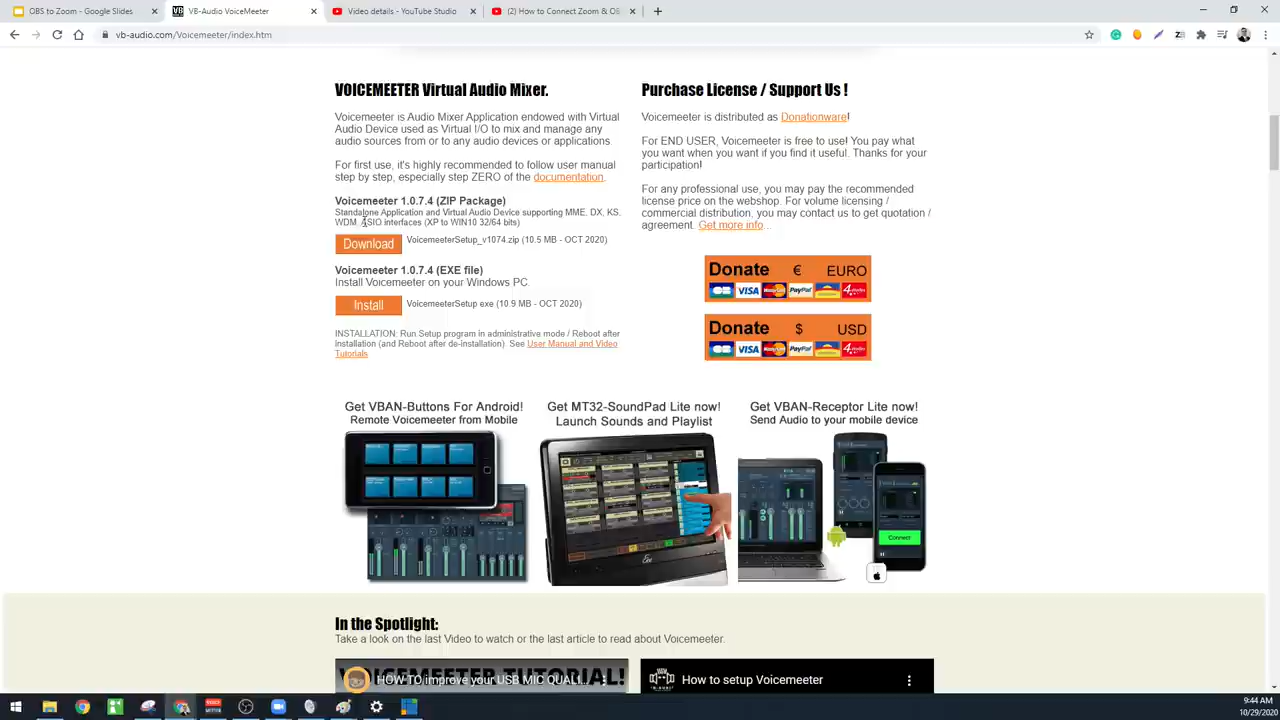 OBS to Zoom - Google Slides
VB-Audio VoiceMeeter
Video details - YouTube Studio
(2) How to Connect Zoom & OB
vb-audio.com/Voicemeeter/index.htm
VOICEMEETER Virtual Audio Mixer.
Voicemeeter is Audio Mixer Application endowed with Virtual
Audio Device used as Virtual I/O to mix and manage any
audio sources from or to any audio devices or applications.
For first use, it's highly recommended to follow user manual
step by step, especially step ZERO of the documentation.
Voicemeeter 1.0.7.4 (ZIP Package)
Standalone Application and Virtual Audio Device supporting MME, DX, KS,
WDM, ASIO interfaces (XP to WIN10 32/64 bits)
Download VoicemeeterSetup_v1074.zip (10.5 MB - OCT 2020)
Voicemeeter 1.0.7.4 (EXE file)
Install Voicemeeter on your Windows PC.
Install VoicemeeterSetup.exe (10.9 MB - OCT 2020)
INSTALLATION: Run Setup program in administrative mode / Reboot after
Installation (and Reboot after de-installation) See User Manual and Video
Tutorials
Purchase License / Support Us !
Voicemeeter is distributed as Donationware!
For END USER, Voicemeeter is free to use! You pay what
you want when you want if you find it useful. Thanks for your
participation!
For any professional use, you may pay the recommended
license price on the webshop. For volume licensing /
commercial distribution, you may contact us to get quotation /
agreement. Get more info...
Donate € EURO
VISA PayPal
Donate $ USD
VISA PayPal
Get VBAN-Buttons For Android!
Remote Voicemeeter from Mobile
Get MT32-SoundPad Lite now!
Launch Sounds and Playlist
Get VBAN-Receptor Lite now!
Send Audio to your mobile device
Connect
In the Spotlight:
Take a look on the last Video to watch or the last article to read about Voicemeeter.
VOICEMEETER TUTORIAL!
HOW TO improve your USB MIC QUALI...
How to setup Voicemeeter
9:44 AM
10/29/2020